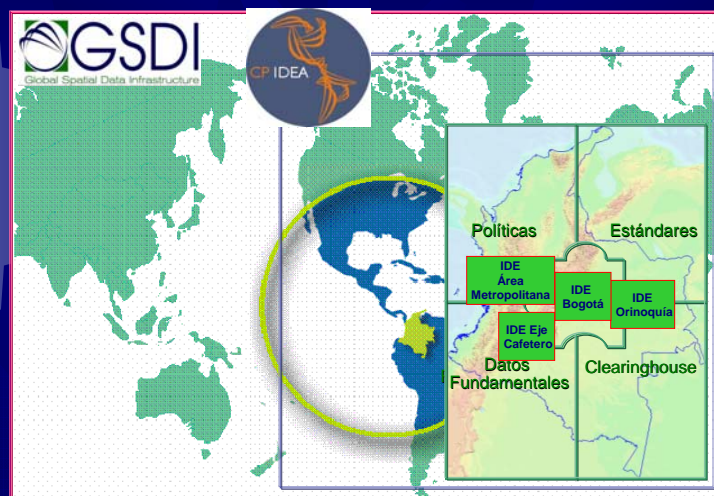 GSDI
Global Spatial Data Infrastructure
CP IDEA
Políticas
Estándares
IDE
Área
Metropolitana
IDE
Bogotá
IDE
Orinoquía
IDE Eje
Cafetero
Datos
Fundamentales
Clearinghouse